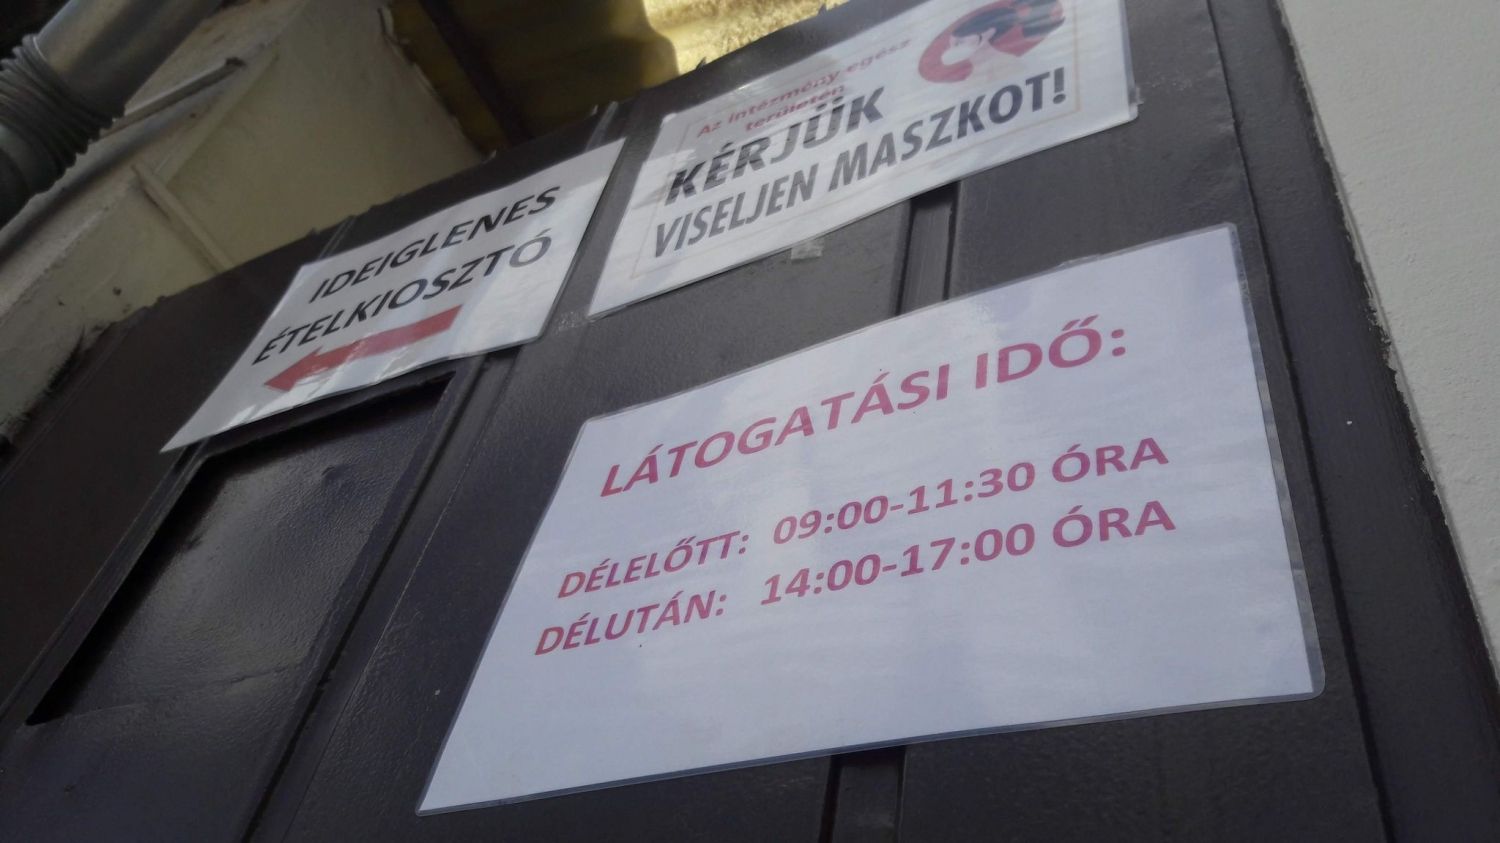 IDEIGLENES
ÉTELKIOSZTÓ
Az intézmény egész
területén
KÉRJÜK
VISELJEN MASZKOT!
LÁTOGATÁSI IDŐ:
DÉLELŐTT: 09:00-11:30 ÓRA
DÉLUTÁN: 14:00-17:00 ÓRA